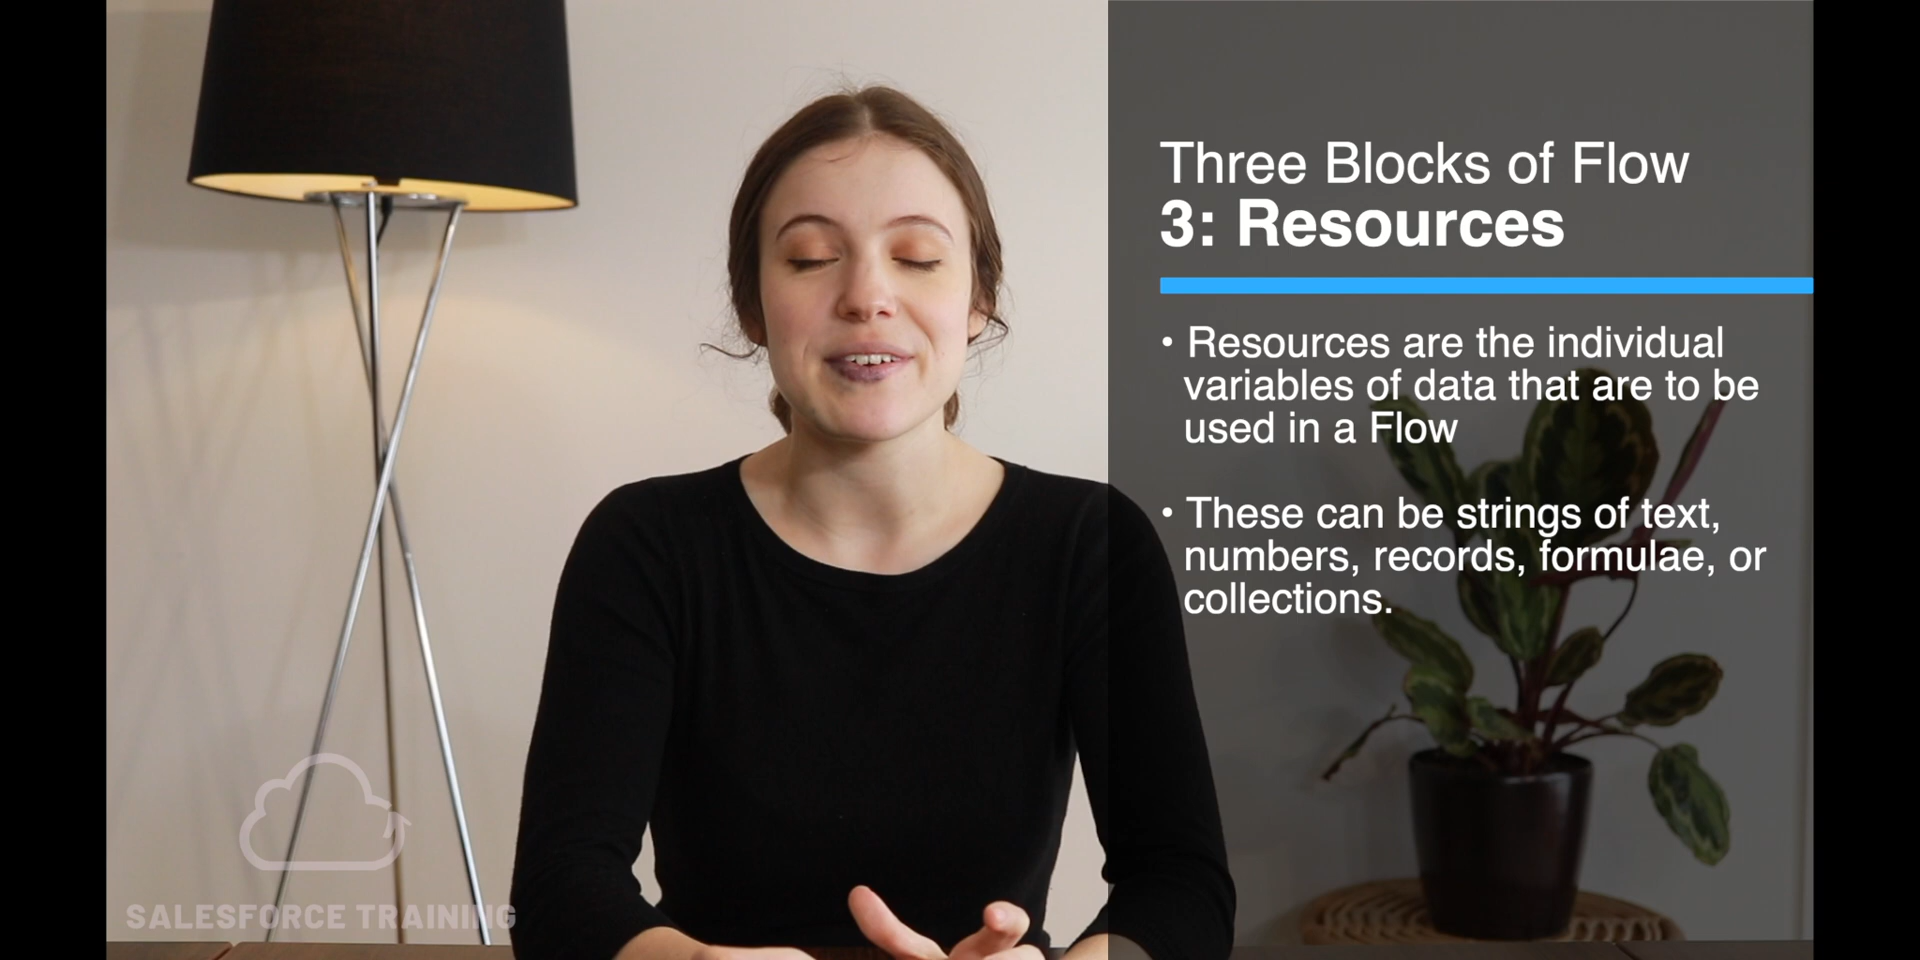 Three Blocks of Flow
3: Resources
• Resources are the individual
variables of data that are to be
used in a Flow
• These can be strings of text,
numbers, records, formulae, or
collections.
SALESFORCE TRAINING